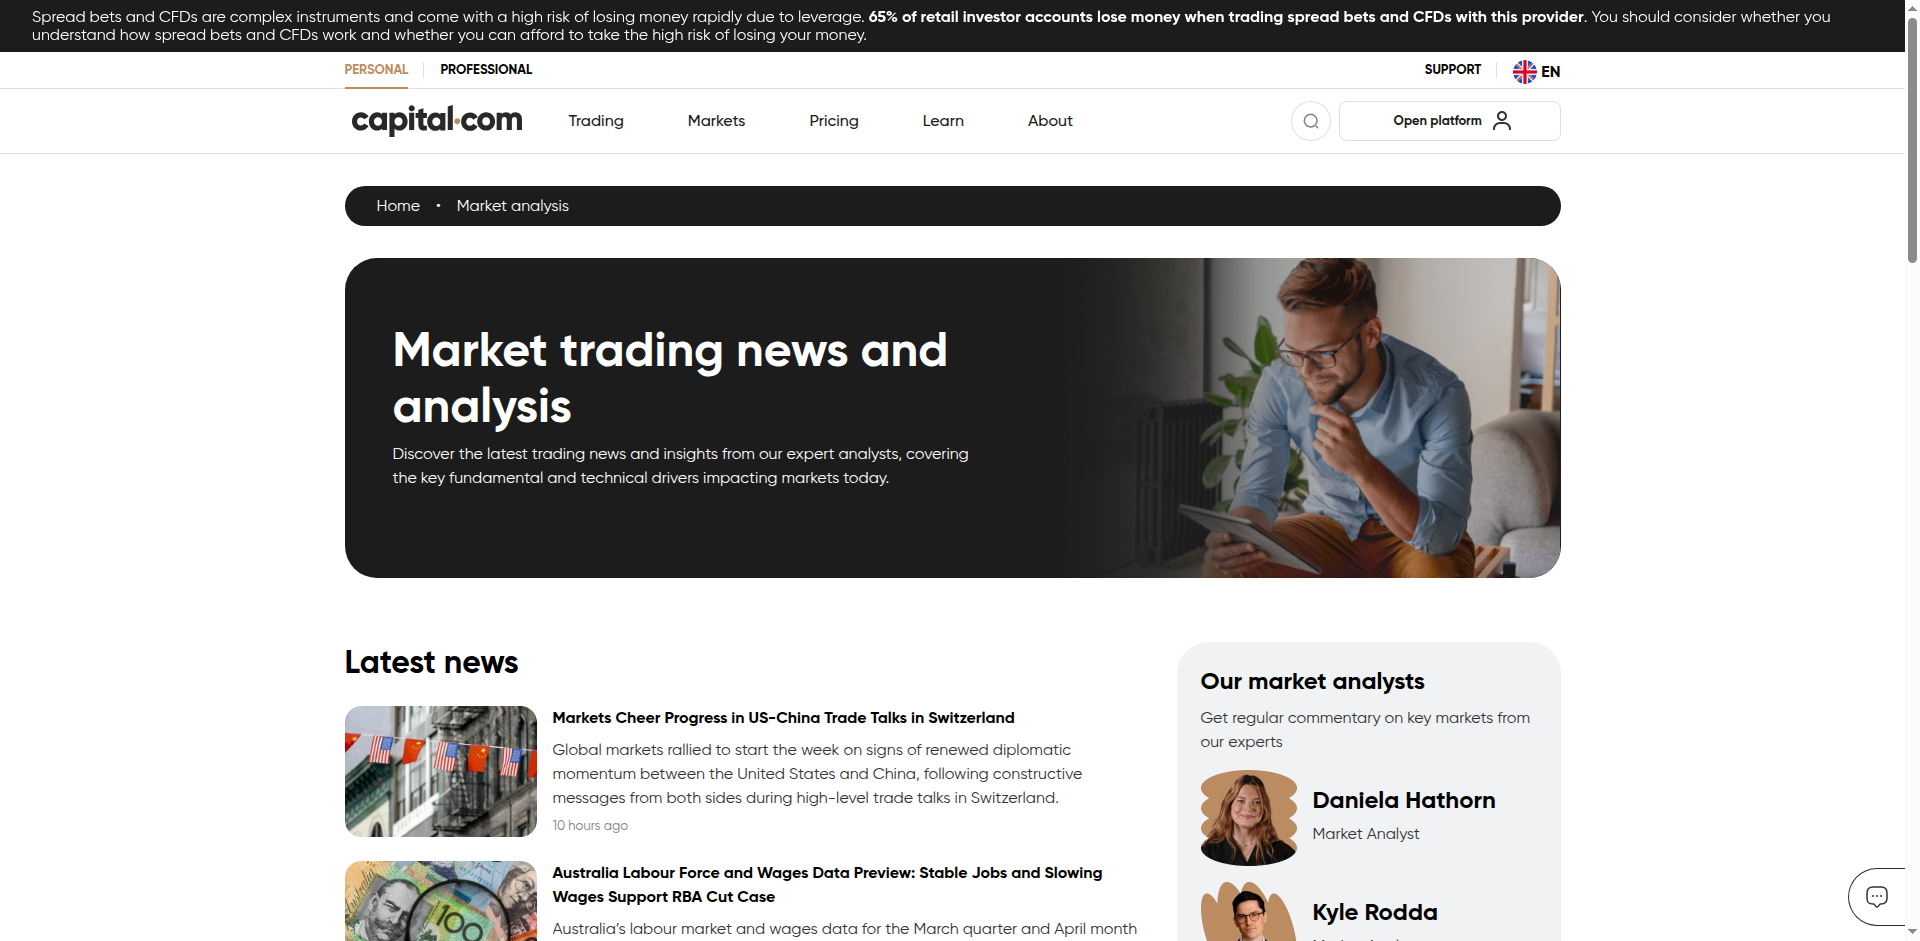 Spread bets and CFDs are complex instruments and come with a high risk of losing money rapidly due to leverage. 65% of retail investor accounts lose money when trading spread bets and CFDs with this provider. You should consider whether you
understand how spread bets and CFDs work and whether you can afford to take the high risk of losing your money.
PERSONAL
PROFESSIONAL
SUPPORT
EN
capital.com
Trading
Markets
Pricing
Learn
About
Open platform
Home • Market analysis
Market trading news and
analysis
Discover the latest trading news and insights from our expert analysts, covering
the key fundamental and technical drivers impacting markets today.
Latest news
Markets Cheer Progress in US-China Trade Talks in Switzerland
Global markets rallied to start the week on signs of renewed diplomatic
momentum between the United States and China, following constructive
messages from both sides during high-level trade talks in Switzerland.
10 hours ago
100
Australia Labour Force and Wages Data Preview: Stable Jobs and Slowing
Wages Support RBA Cut Case
Australia's labour market and wages data for the March quarter and April month
Our market analysts
Get regular commentary on key markets from
our experts
Daniela Hathorn
Market Analyst
Kyle Rodda